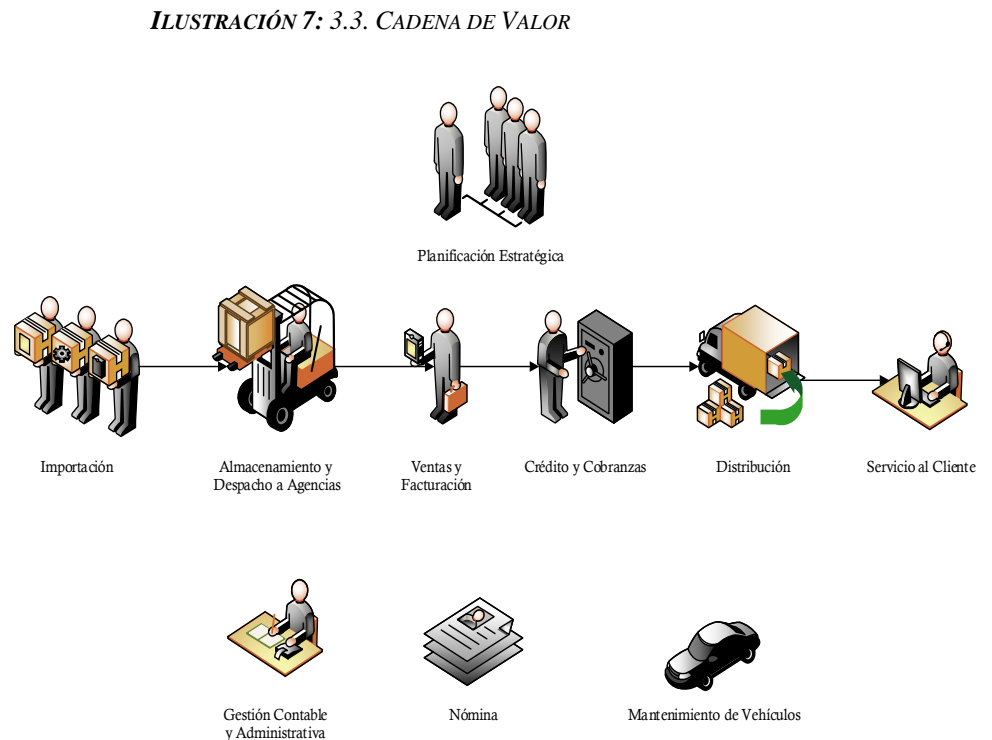 ILUSTRACIÓN 7: 3.3. CADENA DE VALOR
Planificación Estratégica
Importación
Almacenamiento y
Despacho a Agencias
Ventas y
Facturación
Crédito y Cobranzas
Distribución
Servicio al Cliente
Gestión Contable
y Administrativa
Nómina
Mantenimiento de Vehículos